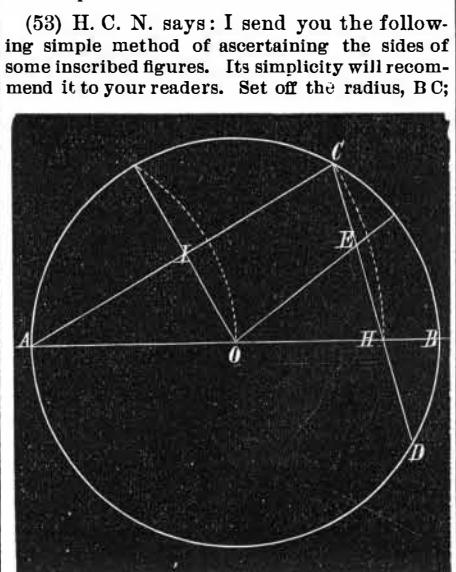 (53) H. C. N. says: I send you the follow-
ing simple method of ascertaining the sides of
some inscribed figures. Its simplicity will recom-
mend it to your readers. Set off the radius, B C;
C
E
I
A
O
H
B
D